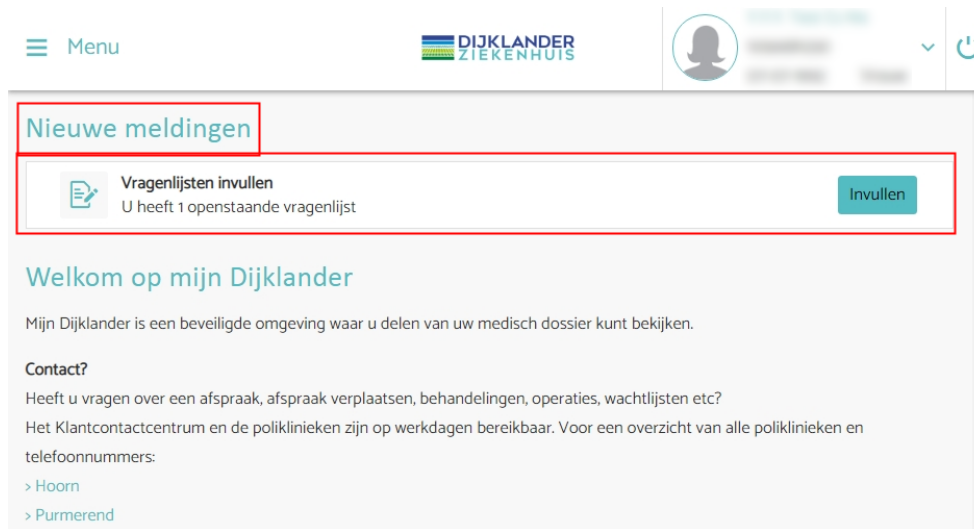 Menu
DIJKLANDER
ZIEKENHUIS
Nieuwe meldingen
Vragenlijsten invullen
U heeft 1 openstaande vragenlijst
Invullen
Welkom op mijn Dijklander
Mijn Dijklander is een beveiligde omgeving waar u delen van uw medisch dossier kunt bekijken.
Contact?
Heeft u vragen over een afspraak, afspraak verplaatsen, behandelingen, operaties, wachtlijsten etc?
Het Klantcontactcentrum en de poliklinieken zijn op werkdagen bereikbaar. Voor een overzicht van alle poliklinieken en
telefoonnummers:
> Hoorn
> Purmerend